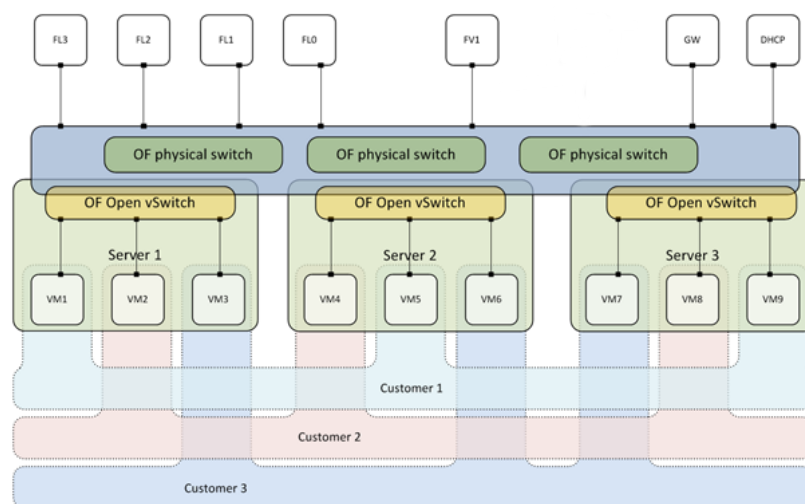 FL3
FL2
FL1
FL0
FV1
GW
DHCP
OF physical switch
OF physical switch
OF physical switch
OF Open vSwitch
OF Open vSwitch
OF Open vSwitch
Server 1
Server 2
Server 3
VM1
VM2
VM3
VM4
VM5
VM6
VM7
VM8
VM9
Customer 1
Customer 2
Customer 3